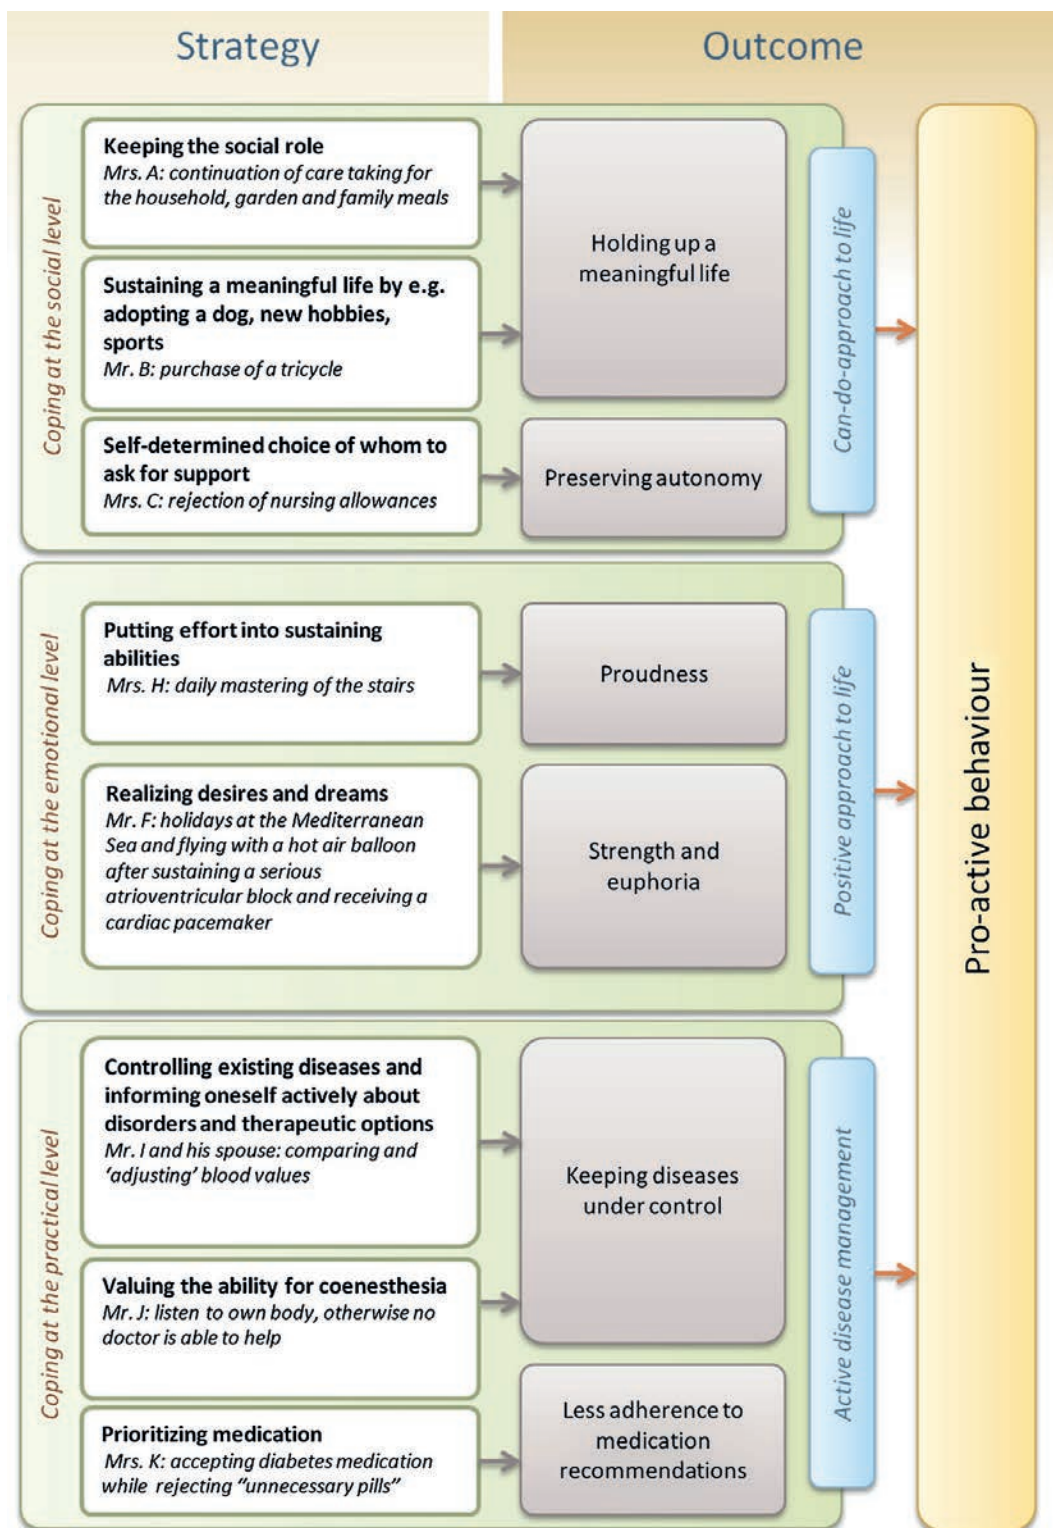 Strategy
Outcome
Coping at the social level
Keeping the social role
Mrs. A: continuation of care taking for
the household, garden and family meals
Sustaining a meaningful life by e.g.
adopting a dog, new hobbies,
sports
Mr. B: purchase of a tricycle
Holding up a
meaningful life
Self-determined choice of whom to
ask for support
Mrs. C: rejection of nursing allowances
Preserving autonomy
Can-do-approach to life
Coping at the emotional level
Putting effort into sustaining
abilities
Mrs. H: daily mastering of the stairs
Proudness
Realizing desires and dreams
Mr. F: holidays at the Mediterranean
Sea and flying with a hot air balloon
after sustaining a serious
atrioventricular block and receiving a
cardiac pacemaker
Strength and
euphoria
Positive approach to life
Coping at the practical level
Controlling existing diseases and
informing oneself actively about
disorders and therapeutic options
Mr. I and his spouse: comparing and
‘adjusting’ blood values
Valuing the ability for coenesthesia
Mr. J: listen to own body, otherwise no
doctor is able to help
Keeping diseases
under control
Prioritizing medication
Mrs. K: accepting diabetes medication
while rejecting “unnecessary pills”
Less adherence to
medication
recommendations
Active disease management
Pro-active behaviour